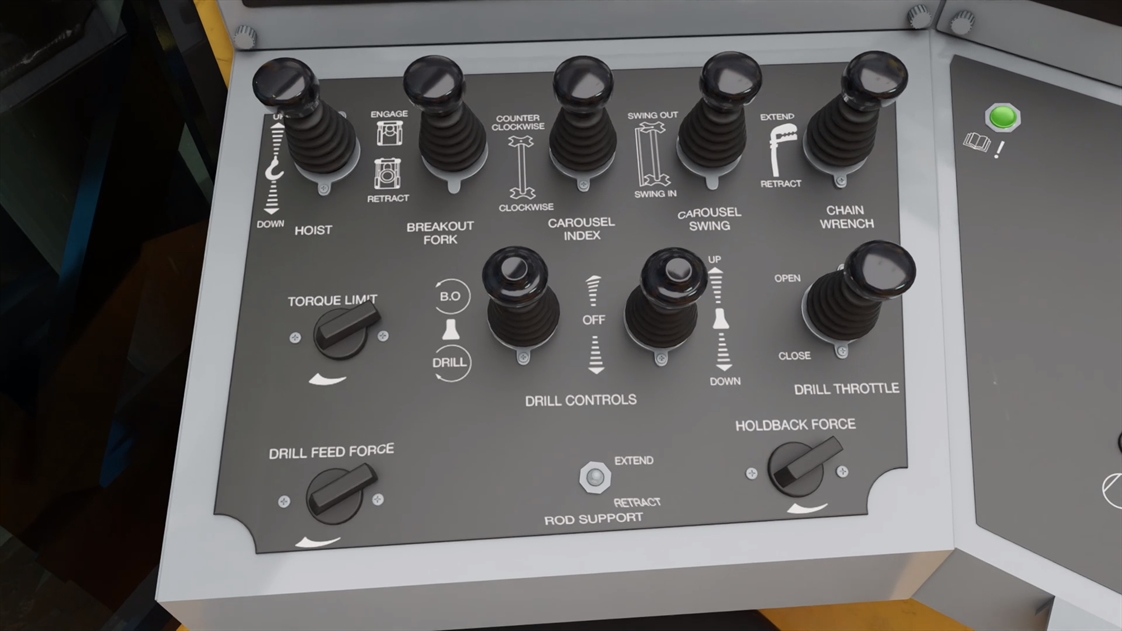 UP
DOWN
HOIST
ENGAGE
RETRACT
BREAKOUT
FORK
COUNTER
CLOCKWISE
CLOCKWISE
CAROUSEL
INDEX
SWING OUT
SWING IN
CAROUSEL
SWING
EXTEND
RETRACT
CHAIN
WRENCH
!
TORQUE LIMIT
B.O
DRILL
OFF
DRILL CONTROLS
UP
DOWN
OPEN
CLOSE
DRILL THROTTLE
DRILL FEED FORCE
EXTEND
RETRACT
ROD SUPPORT
HOLDBACK FORCE